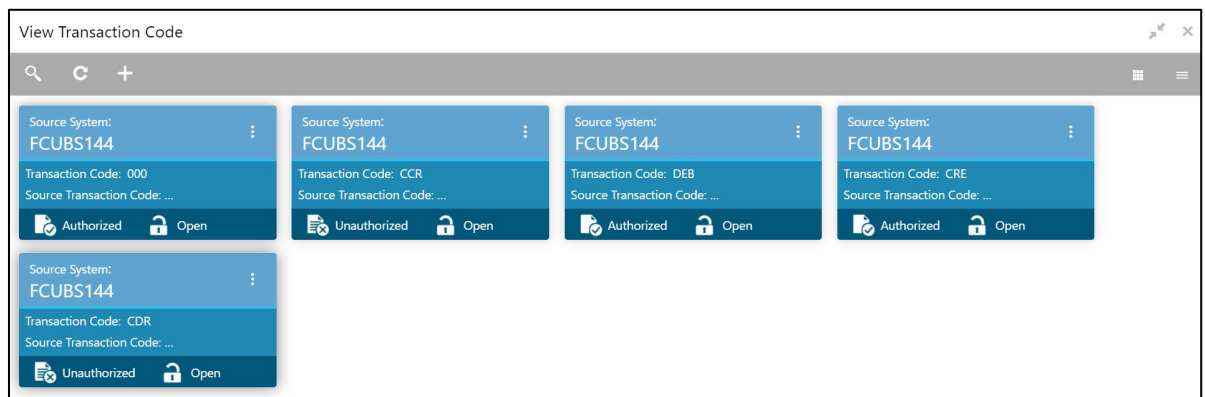 View Transaction Code
Source System:
FCUBS144
Transaction Code: 000
Source Transaction Code: ...
Authorized Open
Source System:
FCUBS144
Transaction Code: CCR
Source Transaction Code: ...
Unauthorized Open
Source System:
FCUBS144
Transaction Code: DEB
Source Transaction Code: ...
Authorized Open
Source System:
FCUBS144
Transaction Code: CRE
Source Transaction Code: ...
Authorized Open
Source System:
FCUBS144
Transaction Code: CDR
Source Transaction Code: ...
Unauthorized Open